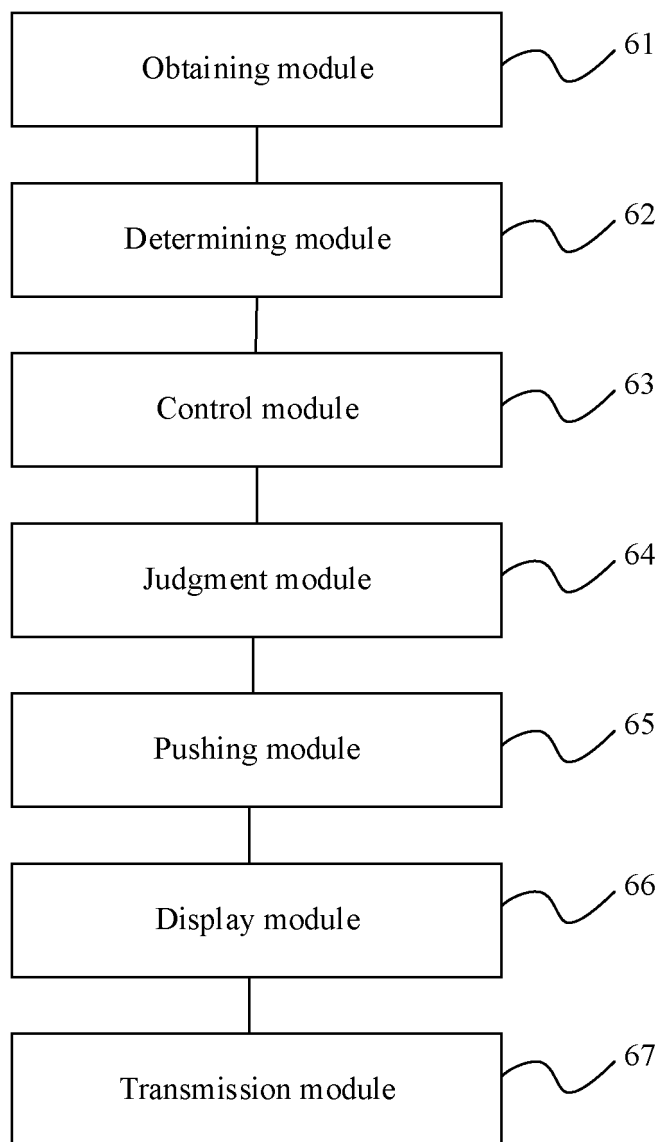 Obtaining module
61
Determining module
62
Control module
63
Judgment module
64
Pushing module
65
Display module
66
Transmission module
67